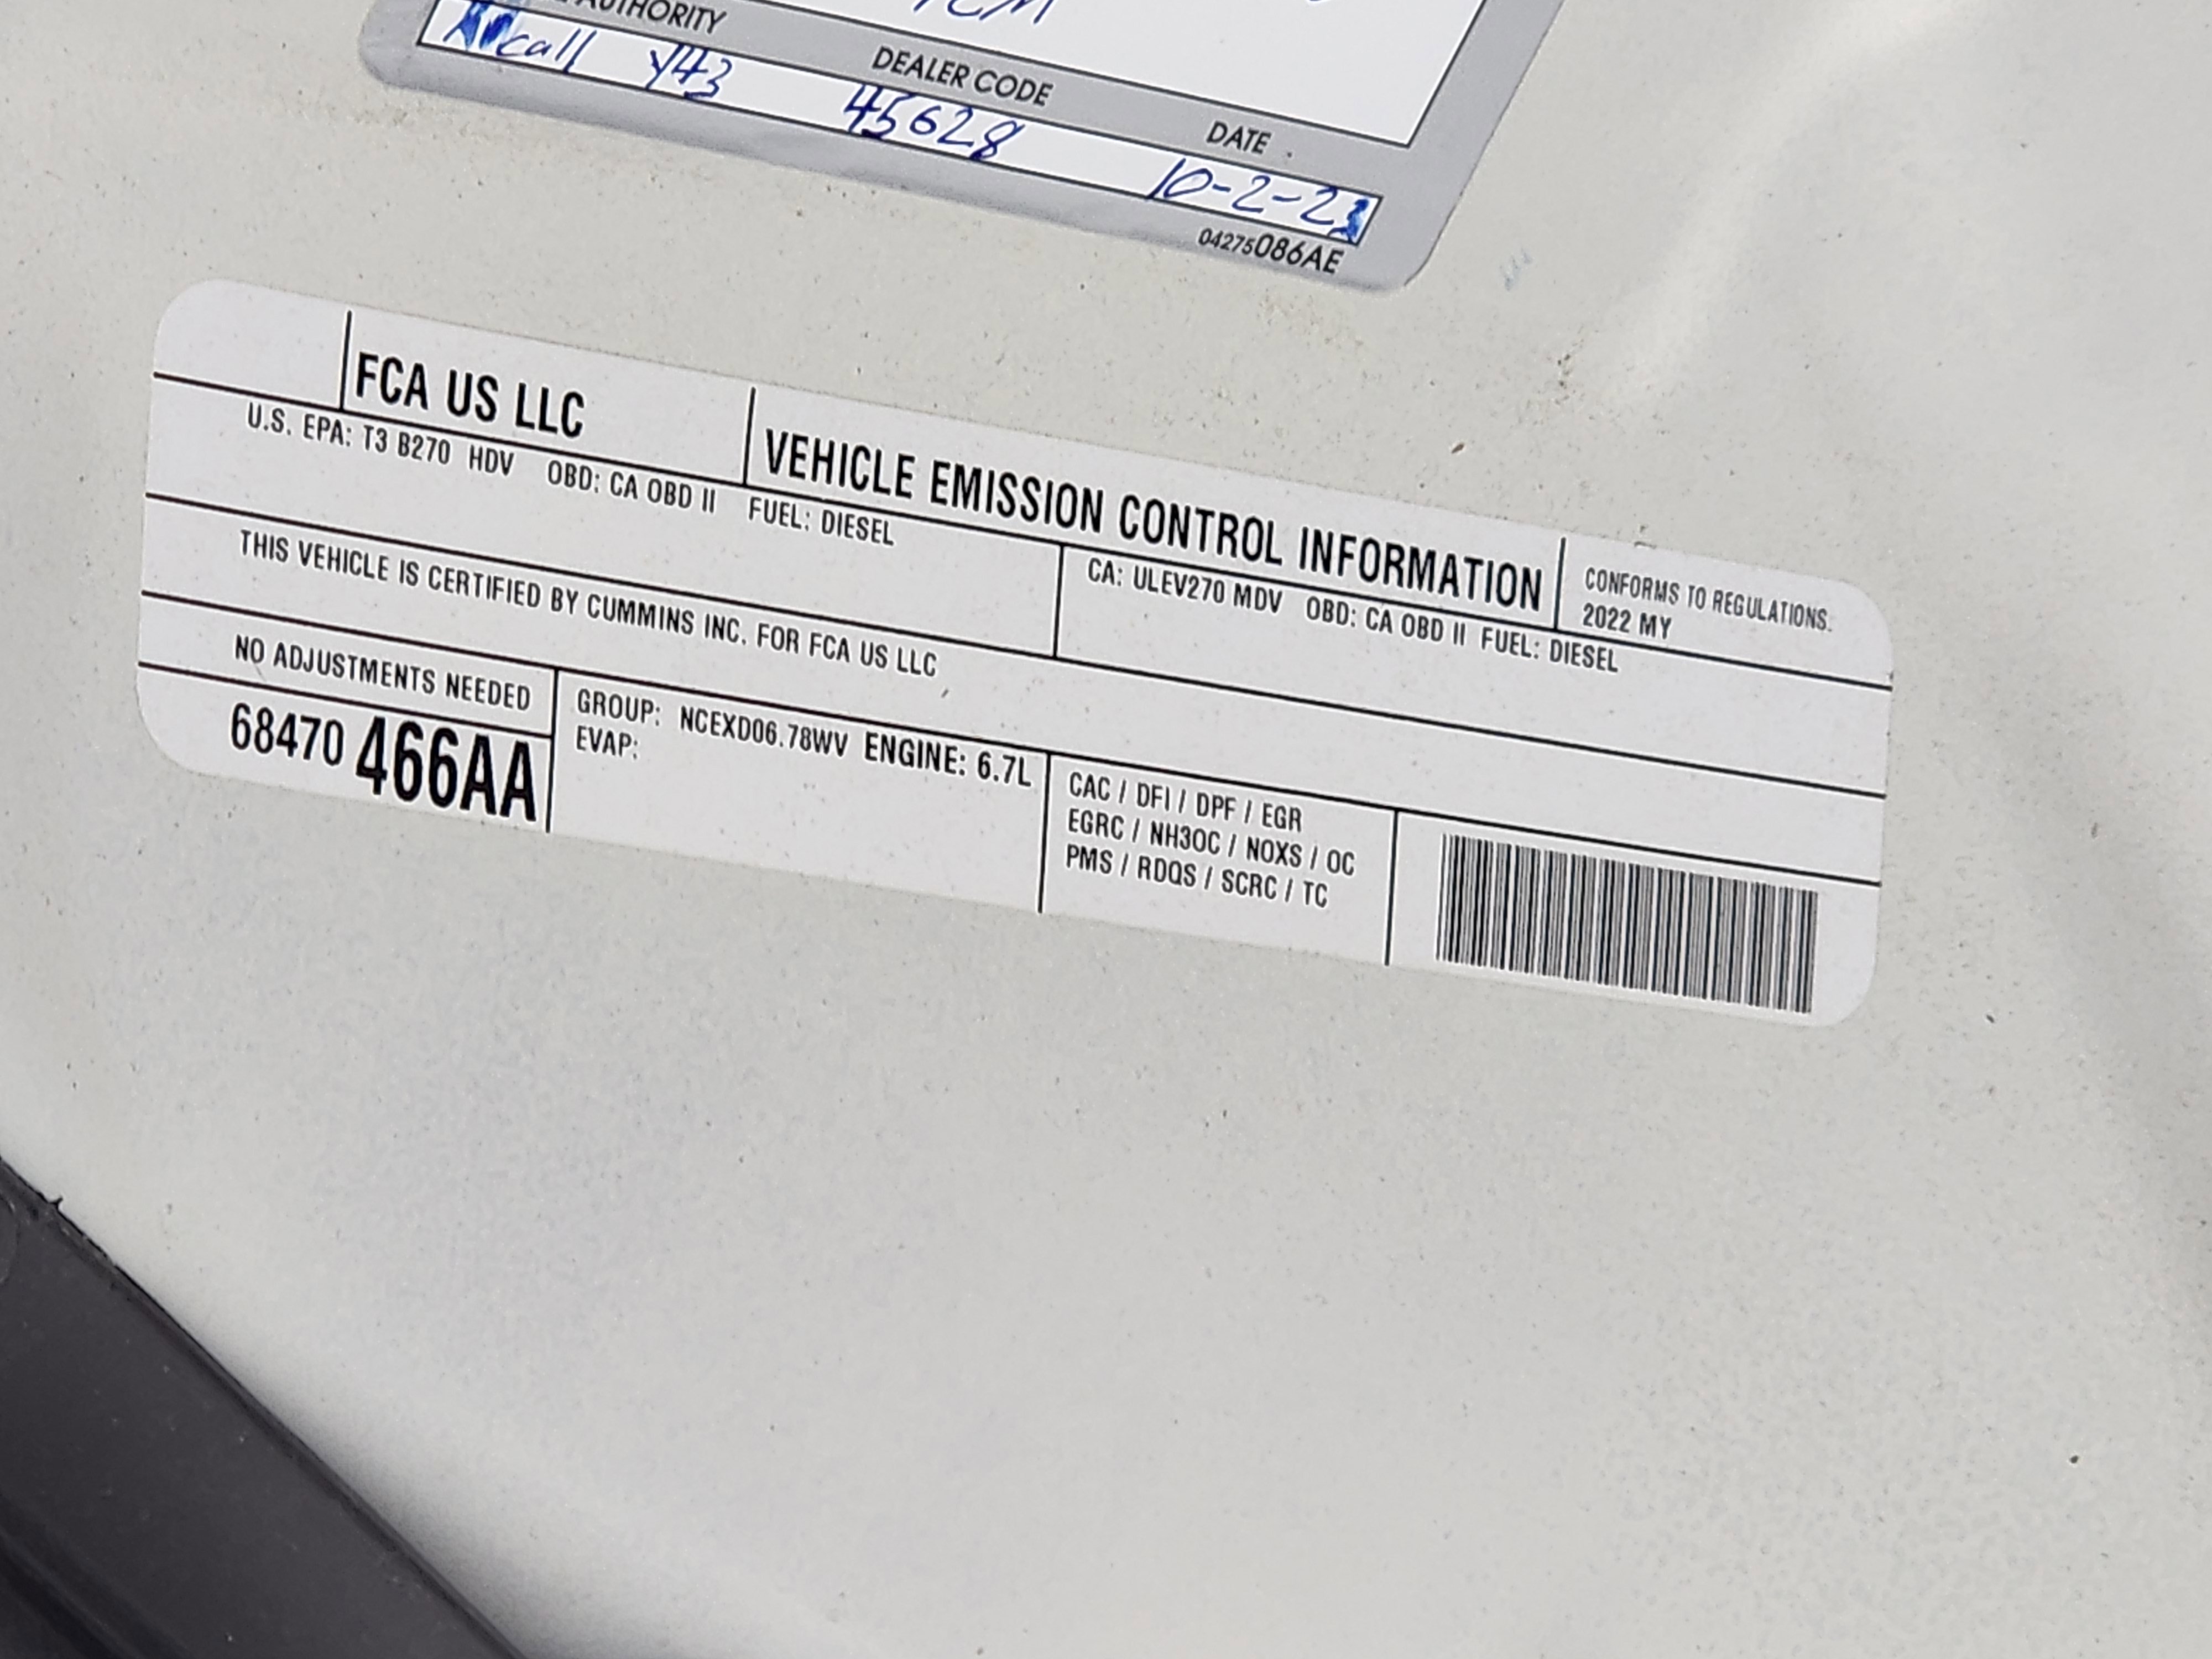 AUTHORITY DEALER CODE DATE
Recall Y43 45628 10-2-23
04275086AE
FCA US LLC VEHICLE EMISSION CONTROL INFORMATION CONFORMS TO REGULATIONS.
2022 MY
U.S. EPA: T3 B270 HDV OBD: CA OBD II FUEL: DIESEL
CA: ULEV270 MDV OBD: CA OBD II FUEL: DIESEL
THIS VEHICLE IS CERTIFIED BY CUMMINS INC. FOR FCA US LLC
NO ADJUSTMENTS NEEDED
68470 466AA
GROUP: NCEXD06.78WV ENGINE: 6.7L
EVAP:
CAC / DFI / DPF / EGR
EGRC / NH3OC / NOXS / OC
PMS / RDQS / SCRC / TC